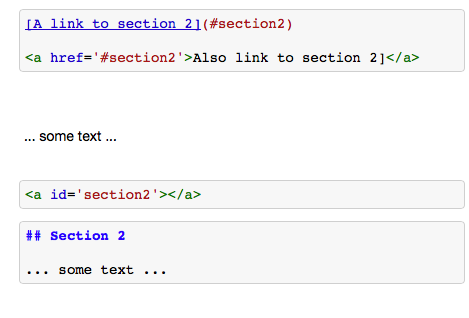 [A link to section 2](#section2)
<a href='#section2'>Also link to section 2]</a>
... some text ...
<a id='section2'></a>
## Section 2
... some text ...